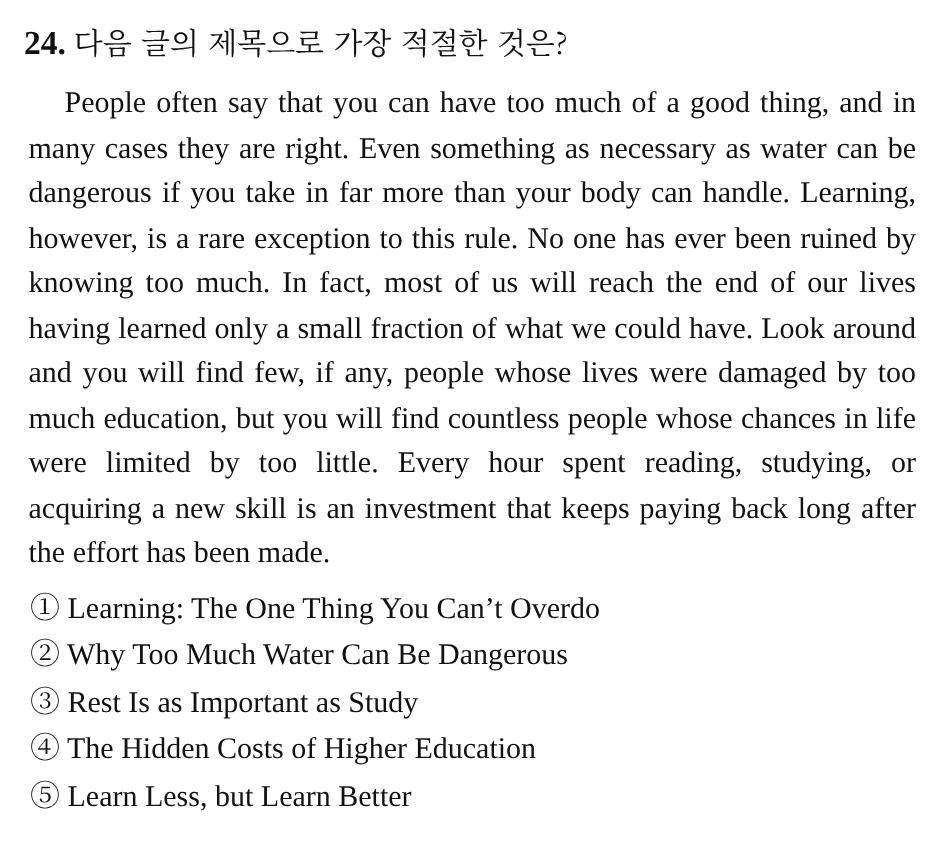 24. 다음 글의 제목으로 가장 적절한 것은?
People often say that you can have too much of a good thing, and in
many cases they are right. Even something as necessary as water can be
dangerous if you take in far more than your body can handle. Learning,
however, is a rare exception to this rule. No one has ever been ruined by
knowing too much. In fact, most of us will reach the end of our lives
having learned only a small fraction of what we could have. Look around
and you will find few, if any, people whose lives were damaged by too
much education, but you will find countless people whose chances in life
were limited by too little. Every hour spent reading, studying, or
acquiring a new skill is an investment that keeps paying back long after
the effort has been made.
① Learning: The One Thing You Can’t Overdo
② Why Too Much Water Can Be Dangerous
③ Rest Is as Important as Study
④ The Hidden Costs of Higher Education
⑤ Learn Less, but Learn Better